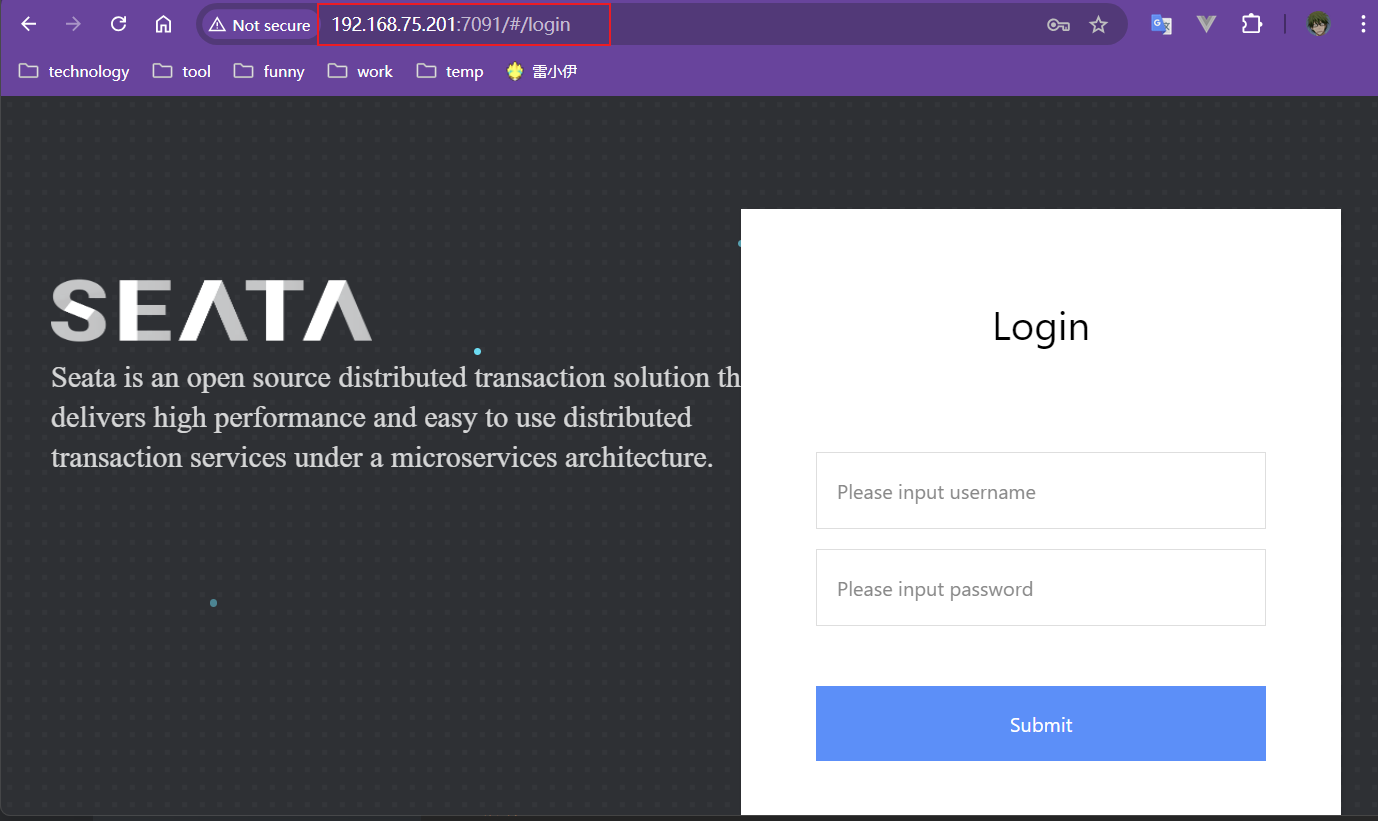 Not secure 192.168.75.201:7091/#/login
technology tool funny work temp 雷小伊
SEATA
Seata is an open source distributed transaction solution th
delivers high performance and easy to use distributed
transaction services under a microservices architecture.
Login
Please input username
Please input password
Submit